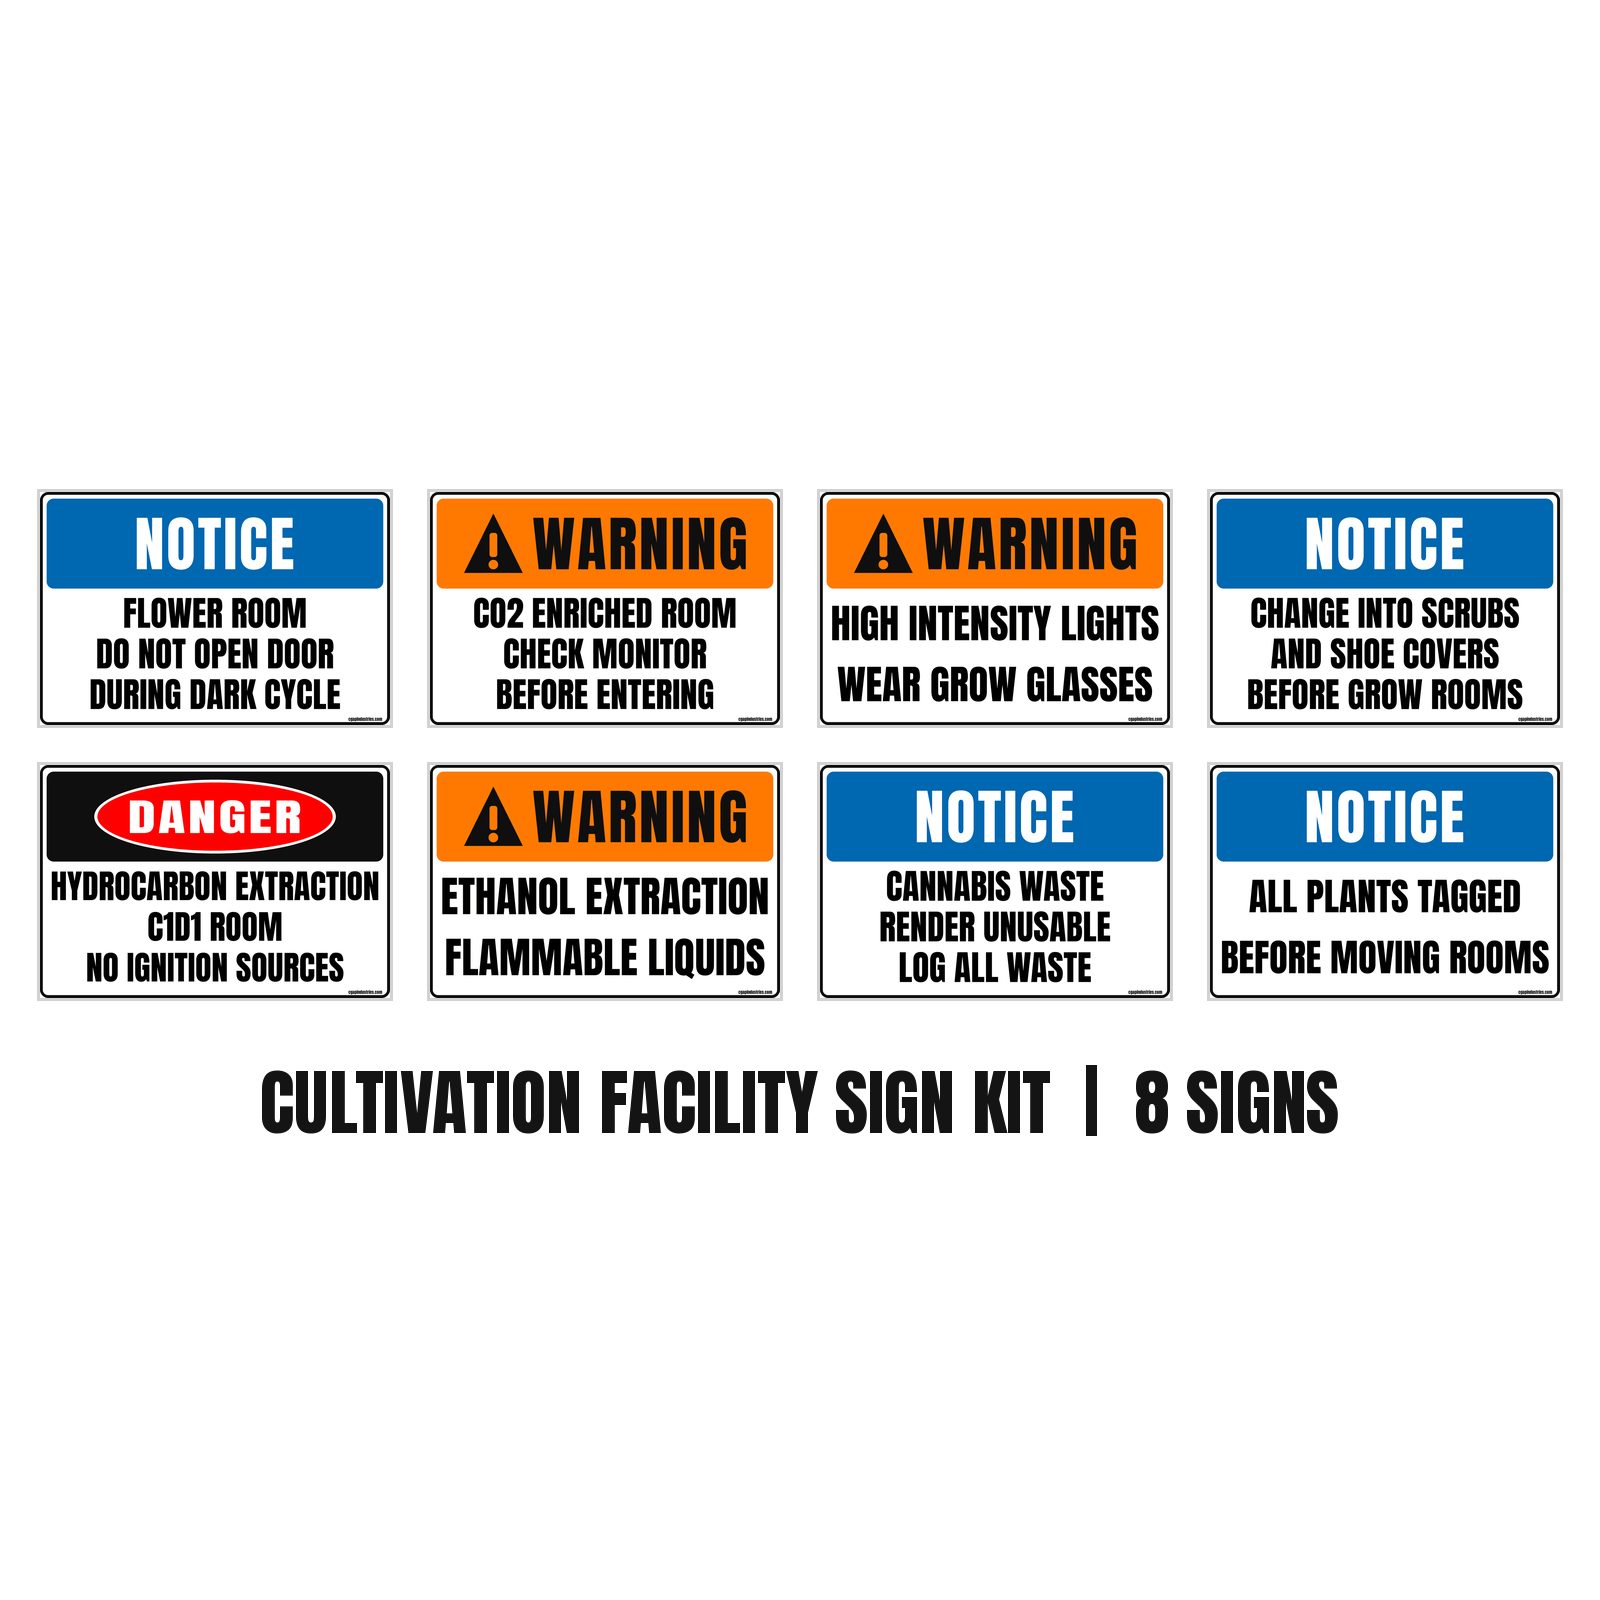 NOTICE
FLOWER ROOM
DO NOT OPEN DOOR
DURING DARK CYCLE
cgaphindustries.com
WARNING
CO2 ENRICHED ROOM
CHECK MONITOR
BEFORE ENTERING
WARNING
HIGH INTENSITY LIGHTS
WEAR GROW GLASSES
NOTICE
CHANGE INTO SCRUBS
AND SHOE COVERS
BEFORE GROW ROOMS
DANGER
HYDROCARBON EXTRACTION
C1D1 ROOM
NO IGNITION SOURCES
WARNING
ETHANOL EXTRACTION
FLAMMABLE LIQUIDS
NOTICE
CANNABIS WASTE
RENDER UNUSABLE
LOG ALL WASTE
NOTICE
ALL PLANTS TAGGED
BEFORE MOVING ROOMS
CULTIVATION FACILITY SIGN KIT | 8 SIGNS